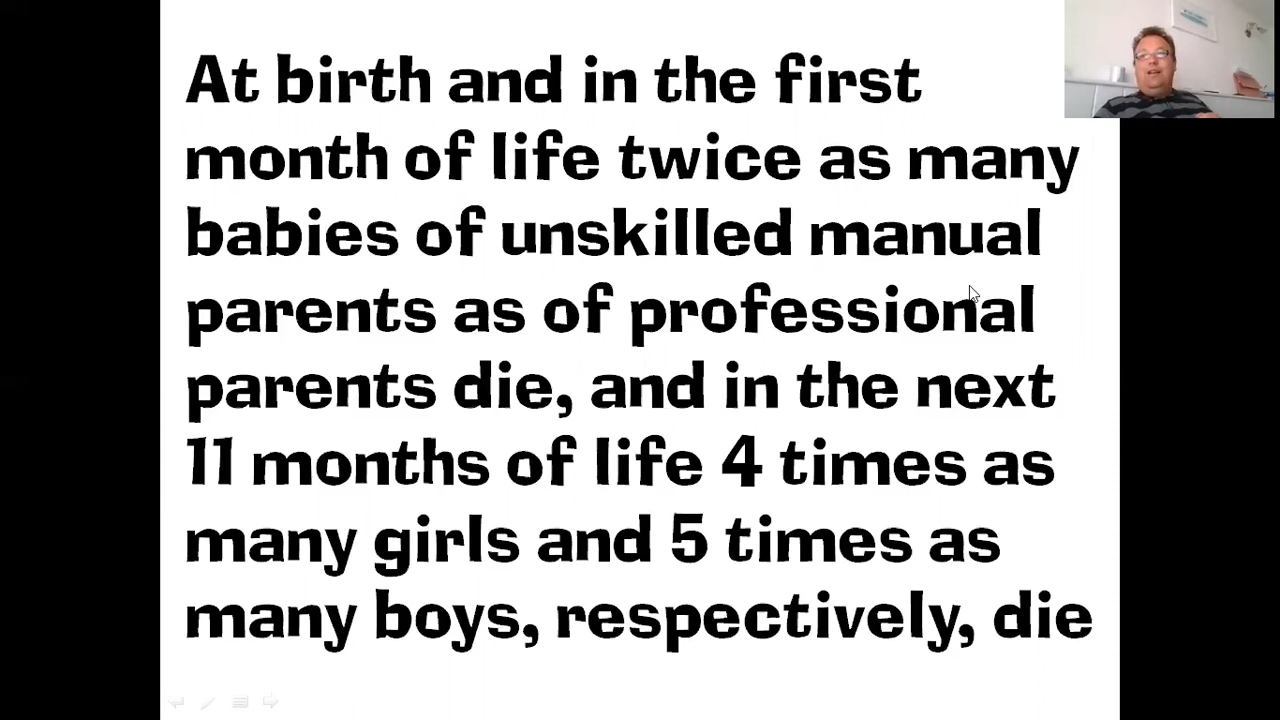 At birth and in the first
month of life twice as many
babies of unskilled manual
parents as of professional
parents die, and in the next
11 months of life 4 times as
many girls and 5 times as
many boys, respectively, die